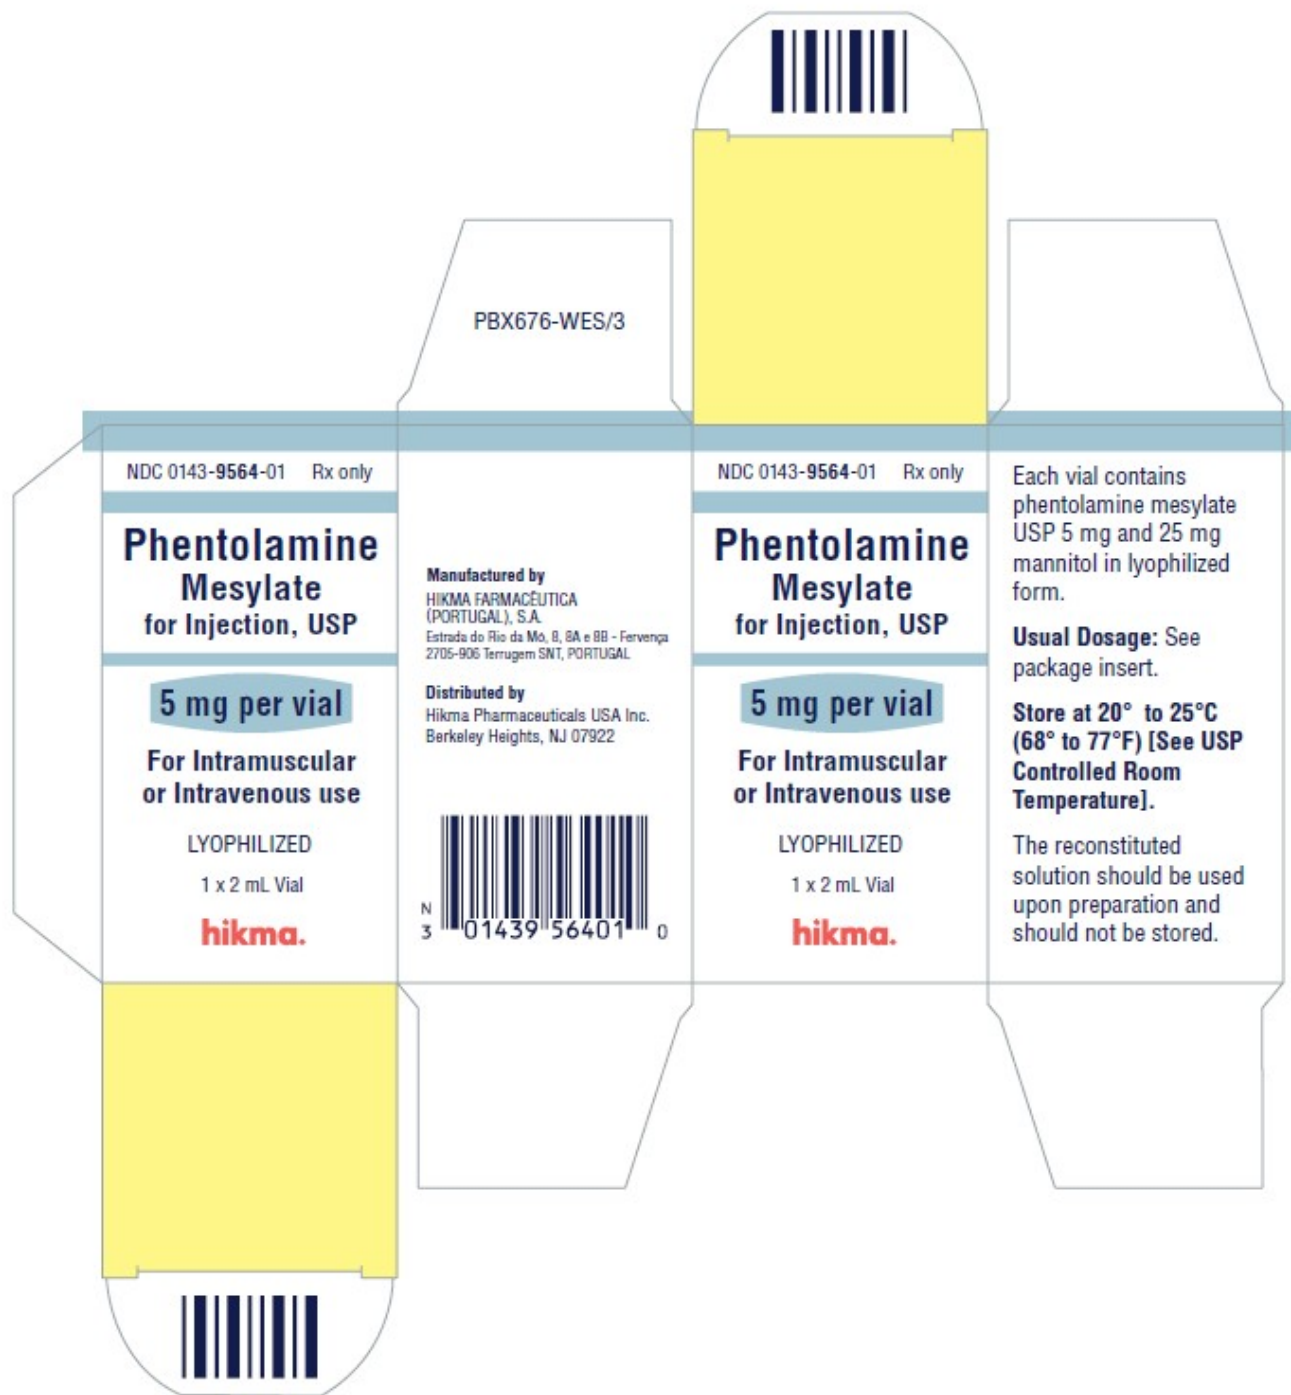 PBX676-WES/3
NDC 0143-9564-01 Rx only
Phentolamine
Mesylate
for Injection, USP
5 mg per vial
For Intramuscular
or Intravenous use
LYOPHILIZED
1 x 2 mL Vial
hikma.
Manufactured by
HIKMA FARMACÊUTICA
(PORTUGAL), S.A.
Estrada do Rio da Mó, 8, 8A e 8B - Fervença
2705-906 Terrugem SNT, PORTUGAL
Distributed by
Hikma Pharmaceuticals USA Inc.
Berkeley Heights, NJ 07922
N
3 01439 56401 0
NDC 0143-9564-01 Rx only
Phentolamine
Mesylate
for Injection, USP
5 mg per vial
For Intramuscular
or Intravenous use
LYOPHILIZED
1 x 2 mL Vial
hikma.
Each vial contains
phentolamine mesylate
USP 5 mg and 25 mg
mannitol in lyophilized
form.
Usual Dosage: See
package insert.
Store at 20° to 25°C
(68° to 77°F) [See USP
Controlled Room
Temperature].
The reconstituted
solution should be used
upon preparation and
should not be stored.